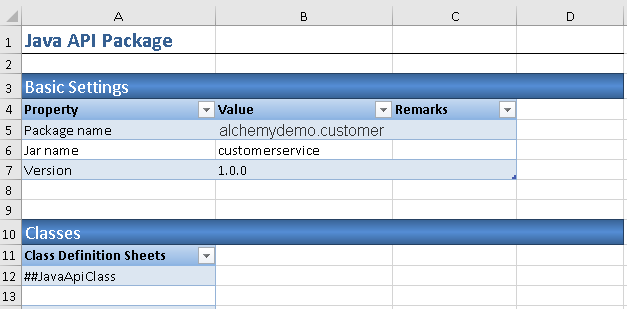 A B C D
1 Java API Package
2
3 Basic Settings
4 Property Value Remarks
5 Package name alchemydemo.customer
6 Jar name customerservice
7 Version 1.0.0
8
9
10 Classes
11 Class Definition Sheets
12 ##JavaApiClass
13